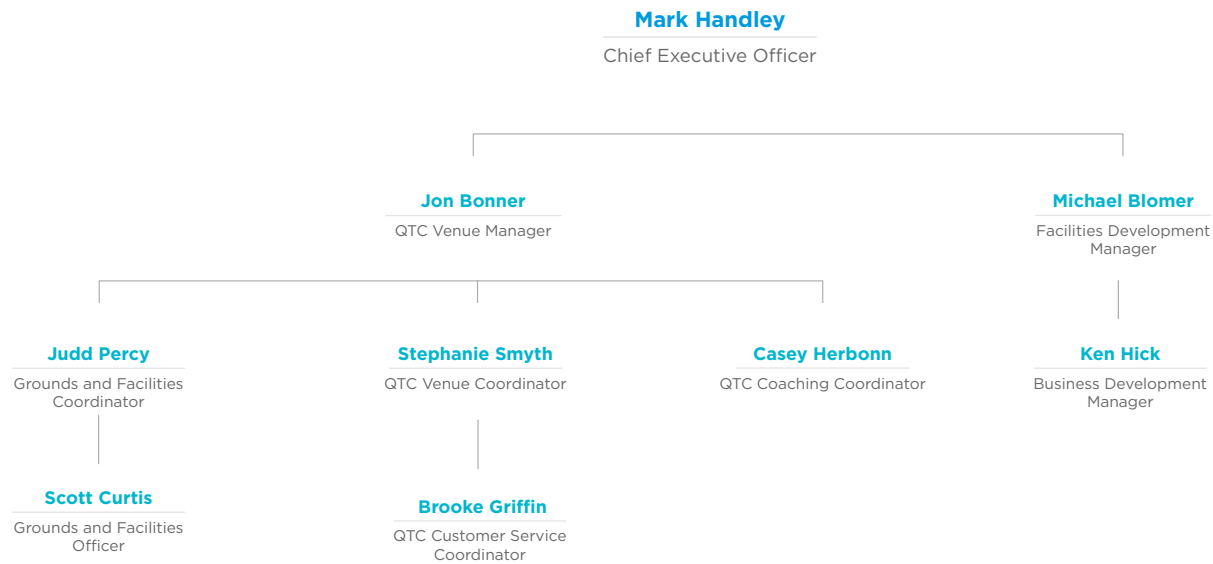 Mark Handley
Chief Executive Officer
Jon Bonner
QTC Venue Manager
Michael Blomer
Facilities Development
Manager
Judd Percy
Grounds and Facilities
Coordinator
Stephanie Smyth
QTC Venue Coordinator
Casey Herbonn
QTC Coaching Coordinator
Ken Hick
Business Development
Manager
Scott Curtis
Grounds and Facilities
Officer
Brooke Griffin
QTC Customer Service
Coordinator